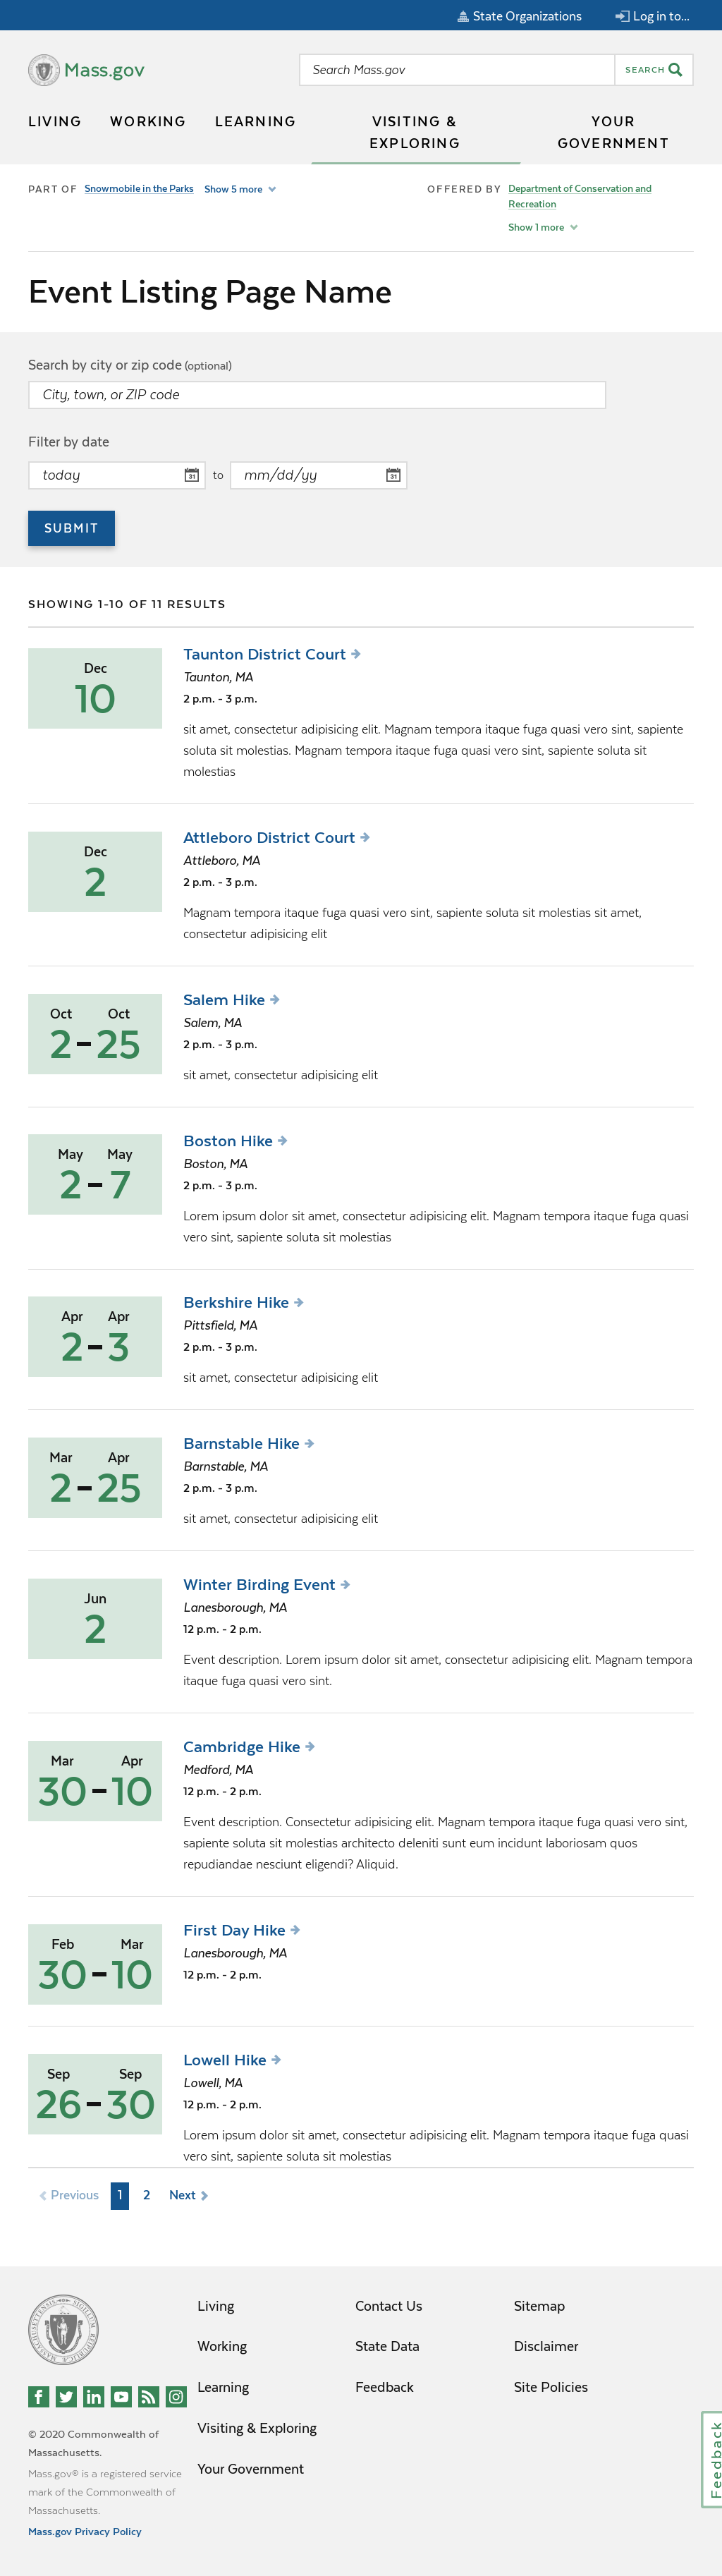 State Organizations
Log in to...
Mass.gov
Search Mass.gov
SEARCH
LIVING
WORKING
LEARNING
VISITING &
EXPLORING
YOUR
GOVERNMENT
PART OF Snowmobile in the Parks Show 5 more
OFFERED BY Department of Conservation and
Recreation
Show 1 more
Event Listing Page Name
Search by city or zip code (optional)
City, town, or ZIP code
Filter by date
today
31
to
mm/dd/yy
31
SUBMIT
SHOWING 1-10 OF 11 RESULTS
Dec
10
Taunton District Court
Taunton, MA
2 p.m. - 3 p.m.
sit amet, consectetur adipisicing elit. Magnam tempora itaque fuga quasi vero sint, sapiente
soluta sit molestias. Magnam tempora itaque fuga quasi vero sint, sapiente soluta sit
molestias
Dec
2
Attleboro District Court
Attleboro, MA
2 p.m. - 3 p.m.
Magnam tempora itaque fuga quasi vero sint, sapiente soluta sit molestias sit amet,
consectetur adipisicing elit
Oct Oct
2 - 25
Salem Hike
Salem, MA
2 p.m. - 3 p.m.
sit amet, consectetur adipisicing elit
May May
2 - 7
Boston Hike
Boston, MA
2 p.m. - 3 p.m.
Lorem ipsum dolor sit amet, consectetur adipisicing elit. Magnam tempora itaque fuga quasi
vero sint, sapiente soluta sit molestias
Apr Apr
2 - 3
Berkshire Hike
Pittsfield, MA
2 p.m. - 3 p.m.
sit amet, consectetur adipisicing elit
Mar Apr
2 - 25
Barnstable Hike
Barnstable, MA
2 p.m. - 3 p.m.
sit amet, consectetur adipisicing elit
Jun
2
Winter Birding Event
Lanesborough, MA
12 p.m. - 2 p.m.
Event description. Lorem ipsum dolor sit amet, consectetur adipisicing elit. Magnam tempora
itaque fuga quasi vero sint.
Mar Apr
30 - 10
Cambridge Hike
Medford, MA
12 p.m. - 2 p.m.
Event description. Consectetur adipisicing elit. Magnam tempora itaque fuga quasi vero sint,
sapiente soluta sit molestias architecto deleniti sunt eum incidunt laboriosam quos
repudiandae nesciunt eligendi? Aliquid.
Feb Mar
30 - 10
First Day Hike
Lanesborough, MA
12 p.m. - 2 p.m.
Sep Sep
26 - 30
Lowell Hike
Lowell, MA
12 p.m. - 2 p.m.
Lorem ipsum dolor sit amet, consectetur adipisicing elit. Magnam tempora itaque fuga quasi
vero sint, sapiente soluta sit molestias
Previous 1 2 Next
Living
Working
Learning
Visiting & Exploring
Your Government
Contact Us
State Data
Feedback
Sitemap
Disclaimer
Site Policies
© 2020 Commonwealth of
Massachusetts.
Mass.gov® is a registered service
mark of the Commonwealth of
Massachusetts.
Mass.gov Privacy Policy
Feedback